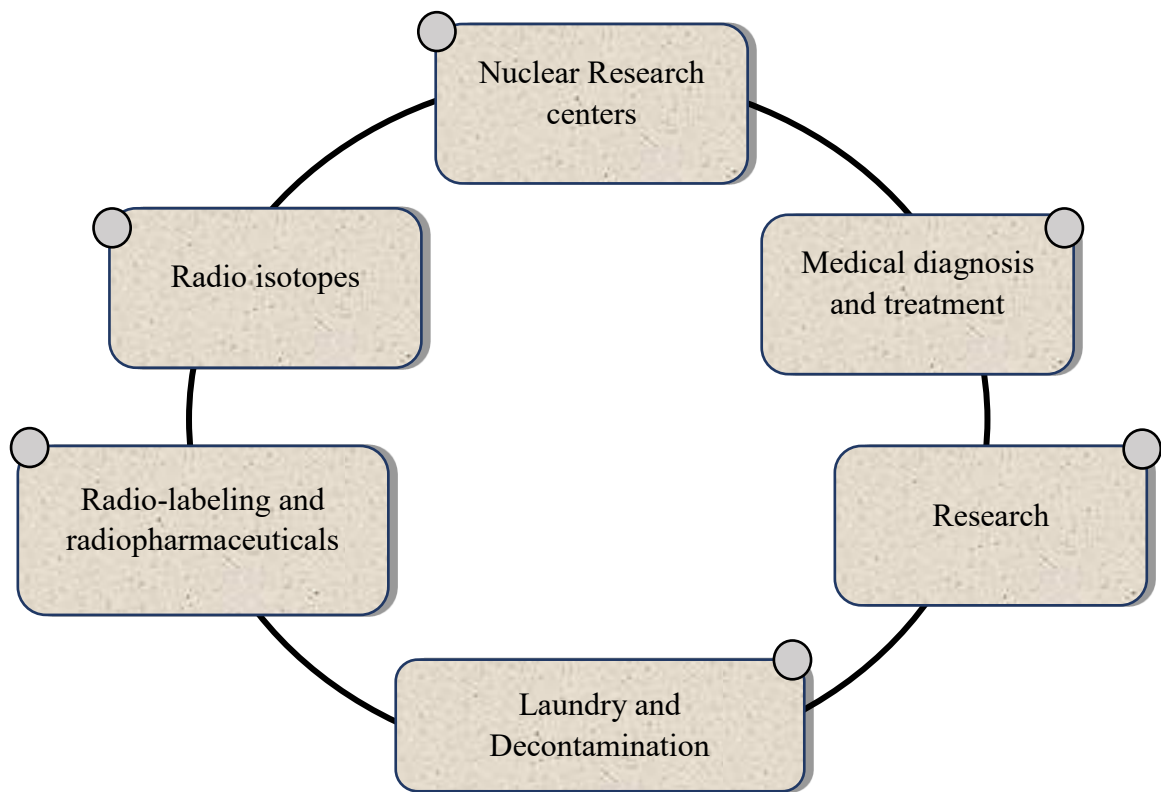 Nuclear Research
centers
Radio isotopes
Medical diagnosis
and treatment
Radio-labeling and
radiopharmaceuticals
Research
Laundry and
Decontamination